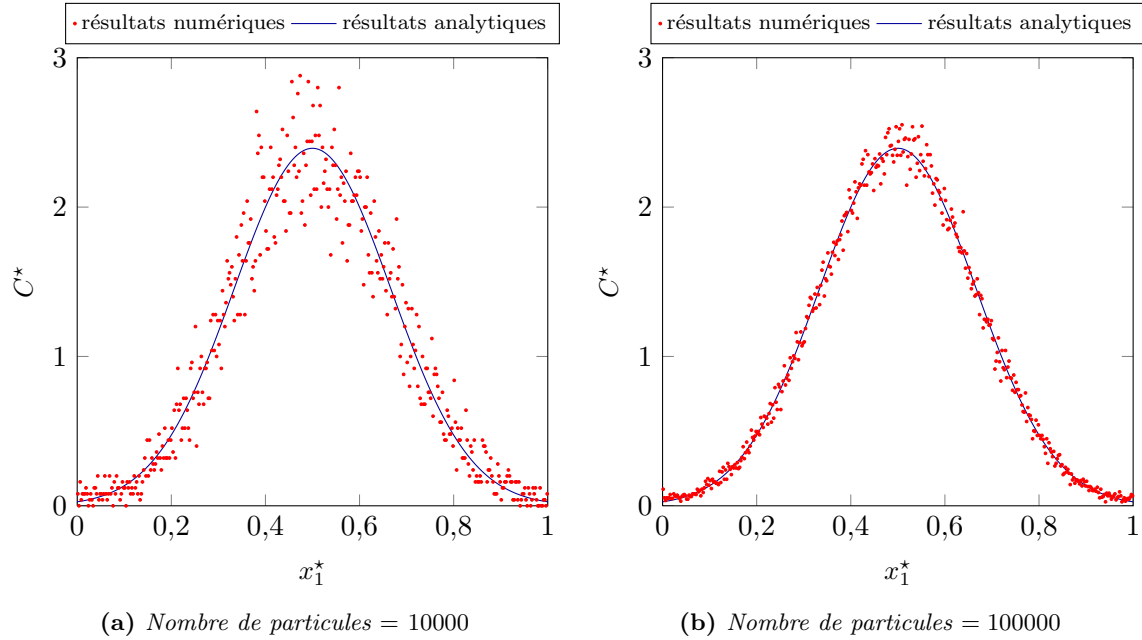 résultats numériques résultats analytiques
3
2
1
0
C⋆
0 0,2 0,4 0,6 0,8 1
x₁⋆
(a) Nombre de particules = 10000
résultats numériques résultats analytiques
3
2
1
0
C⋆
0 0,2 0,4 0,6 0,8 1
x₁⋆
(b) Nombre de particules = 100000